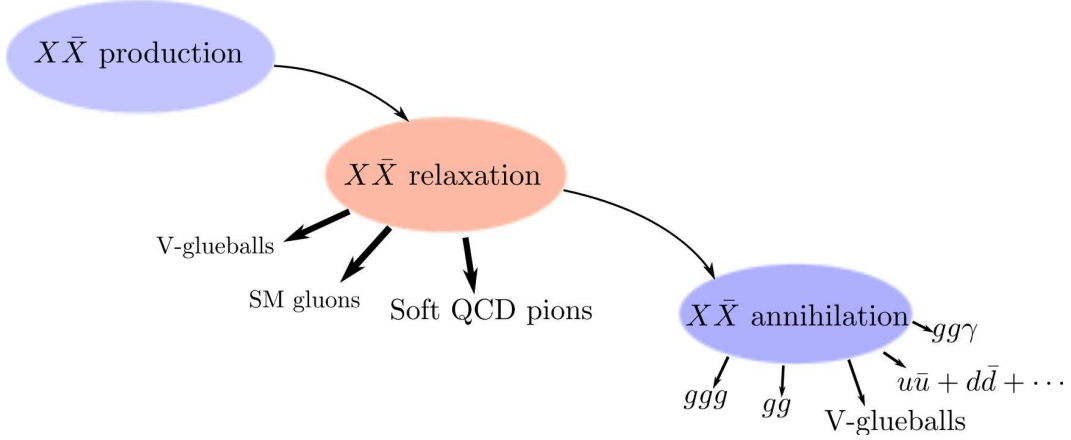 XX̄ production
XX̄ relaxation
V-glueballs
SM gluons
Soft QCD pions
XX̄ annihilation
ggγ
uū + dd̄ + ···
ggg
gg
V-glueballs